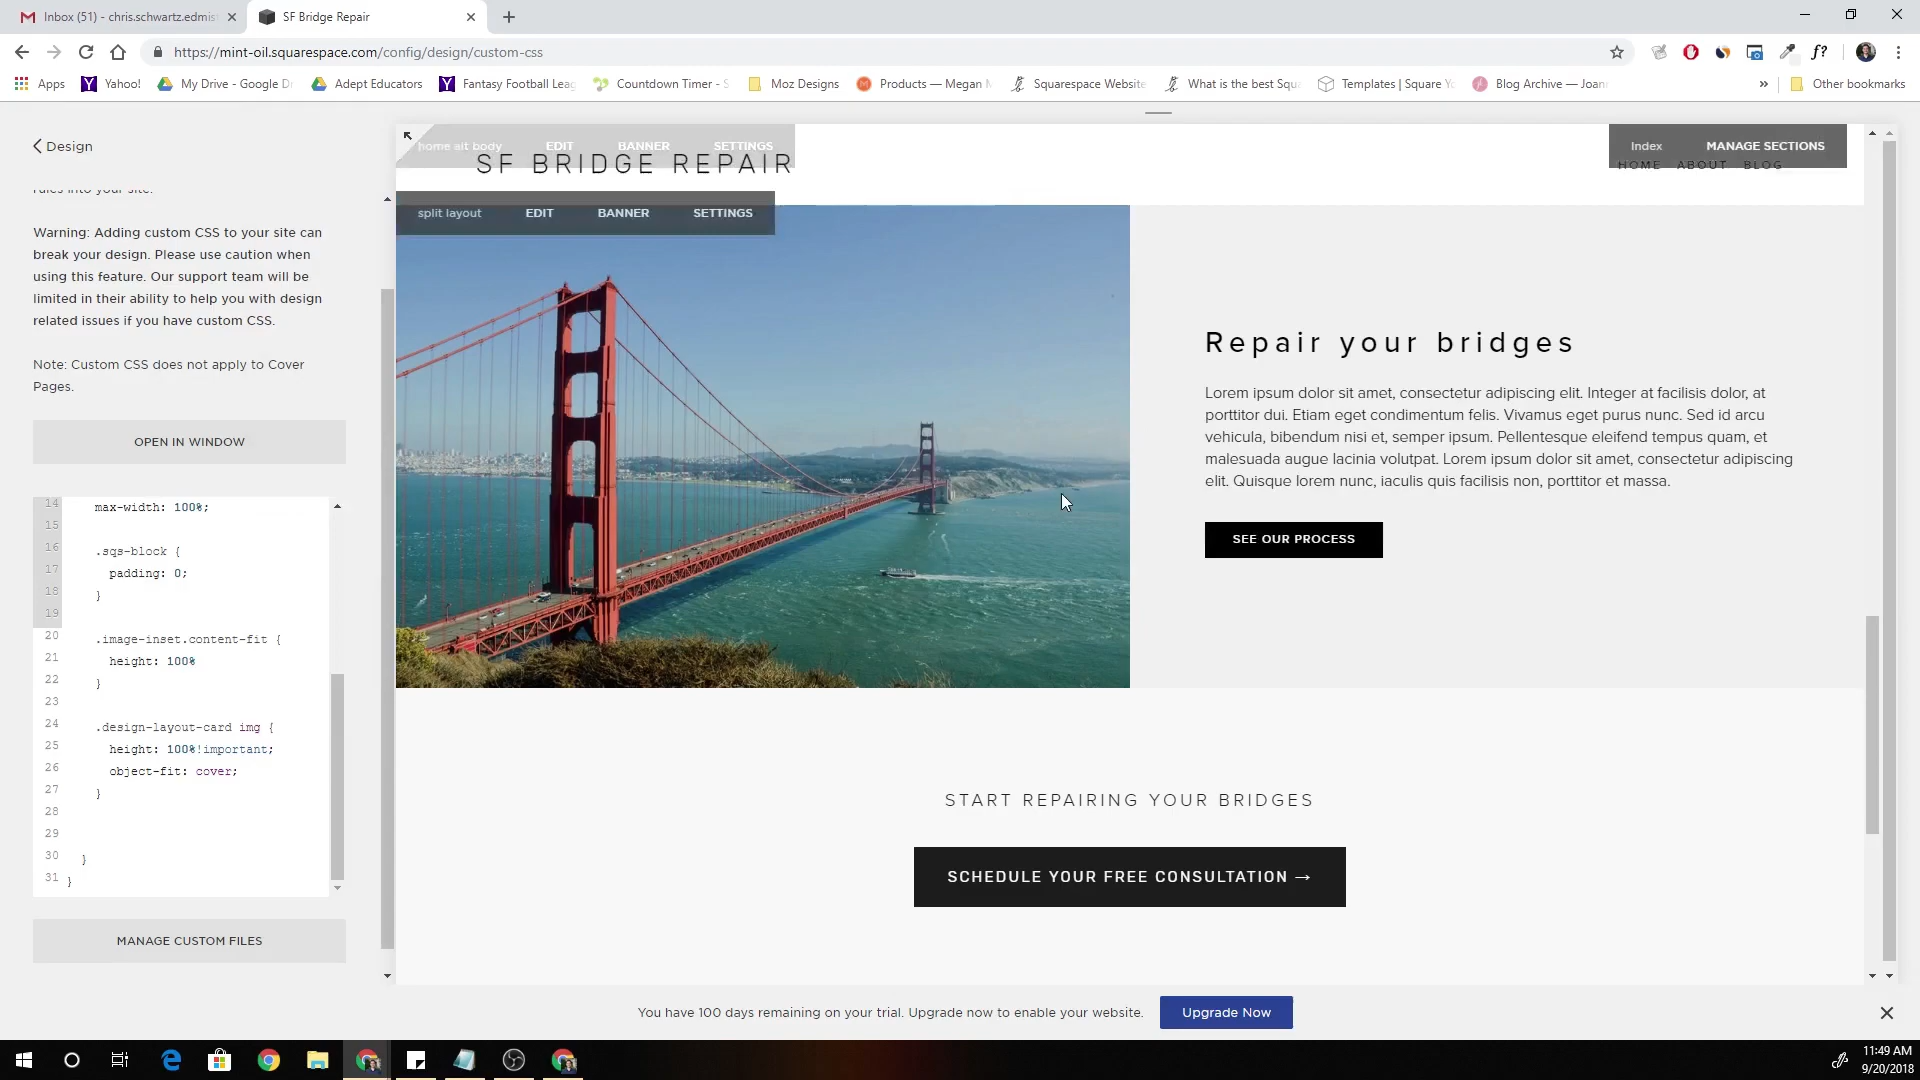 Inbox (51) - chris.schwartz.edmis
SF Bridge Repair
https://mint-oil.squarespace.com/config/design/custom-css
f?
Apps
Yahoo!
My Drive - Google Dr
Adept Educators
Fantasy Football Leag
Countdown Timer - S
Moz Designs
Products — Megan M
Squarespace Website
What is the best Squ
Templates | Square Yo
Blog Archive — Joan
»
Other bookmarks
Design
rules into your site.
Warning: Adding custom CSS to your site can
break your design. Please use caution when
using this feature. Our support team will be
limited in their ability to help you with design
related issues if you have custom CSS.
Note: Custom CSS does not apply to Cover
Pages.
OPEN IN WINDOW
14 max-width: 100%;
15
16 .sqs-block {
17 padding: 0;
18 }
19
20 .image-inset.content-fit {
21 height: 100%
22 }
23
24 .design-layout-card img {
25 height: 100%!important;
26 object-fit: cover;
27 }
28
29
30 }
31 }
MANAGE CUSTOM FILES
home alt body EDIT BANNER SETTINGS
SF BRIDGE REPAIR
Index MANAGE SECTIONS
HOME ABOUT BLOG
split layout EDIT BANNER SETTINGS
Repair your bridges
Lorem ipsum dolor sit amet, consectetur adipiscing elit. Integer at facilisis dolor, at
porttitor dui. Etiam eget condimentum felis. Vivamus eget purus nunc. Sed id arcu
vehicula, bibendum nisi et, semper ipsum. Pellentesque eleifend tempus quam, et
malesuada augue lacinia volutpat. Lorem ipsum dolor sit amet, consectetur adipiscing
elit. Quisque lorem nunc, iaculis quis facilisis non, porttitor et massa.
SEE OUR PROCESS
START REPAIRING YOUR BRIDGES
SCHEDULE YOUR FREE CONSULTATION →
You have 100 days remaining on your trial. Upgrade now to enable your website.
Upgrade Now
11:49 AM
9/20/2018